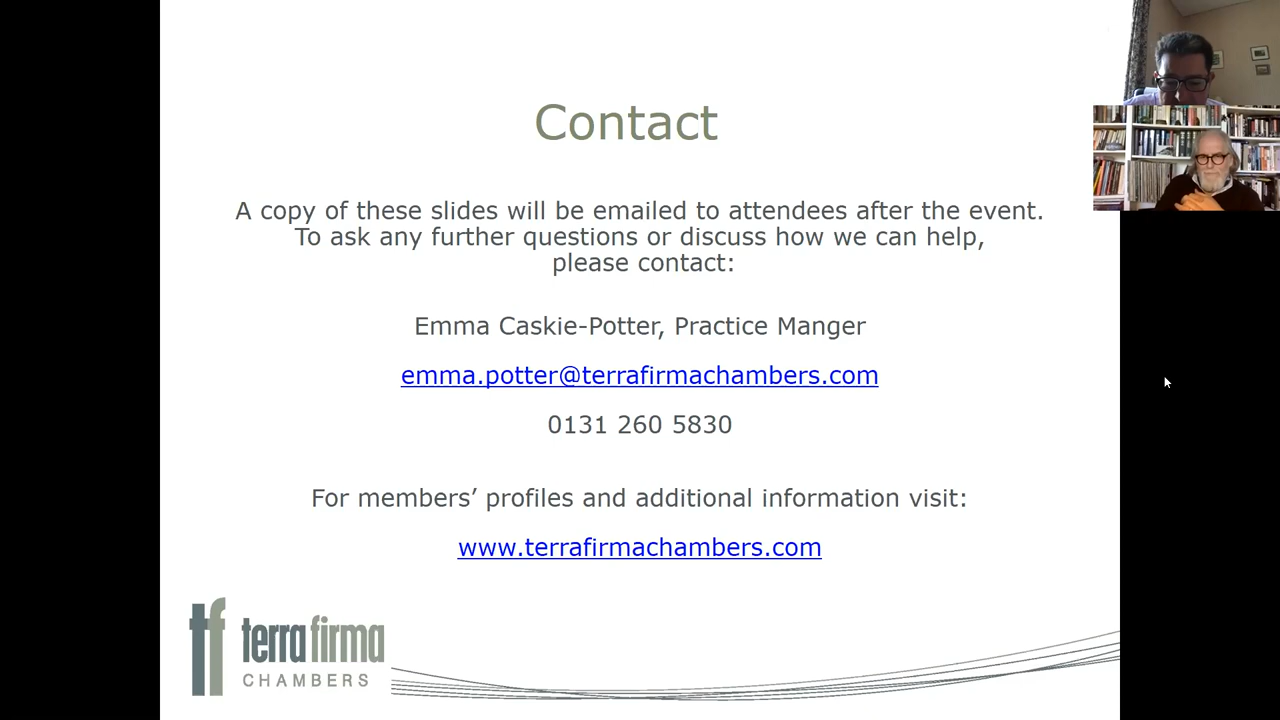 Contact
A copy of these slides will be emailed to attendees after the event.
To ask any further questions or discuss how we can help,
please contact:
Emma Caskie-Potter, Practice Manger
emma.potter@terrafirmachambers.com
0131 260 5830
For members’ profiles and additional information visit:
www.terrafirmachambers.com
tf terra firma
CHAMBERS